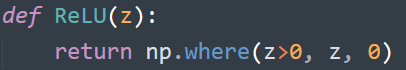 def ReLU(z):
    return np.where(z>0, z, 0)